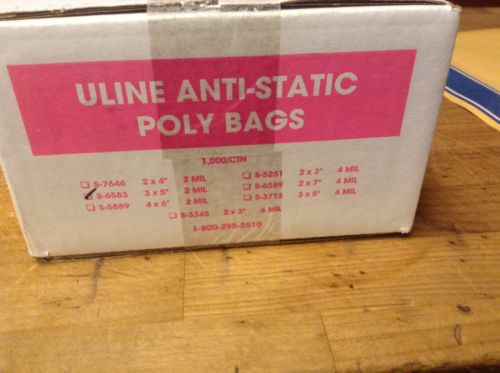 ULINE ANTI-STATIC
POLY BAGS
1,000/CTN
S-7646 2 x 4" 2 MIL
S-6583 3 x 5" 2 MIL
S-5889 4 x 6" 2 MIL
S-5251 2 x 3" 4 MIL
S-6589 2 x 7" 4 MIL
S-3713 3 x 5" 4 MIL
S-3345 2 x 3" 6 MIL
1-800-295-5510